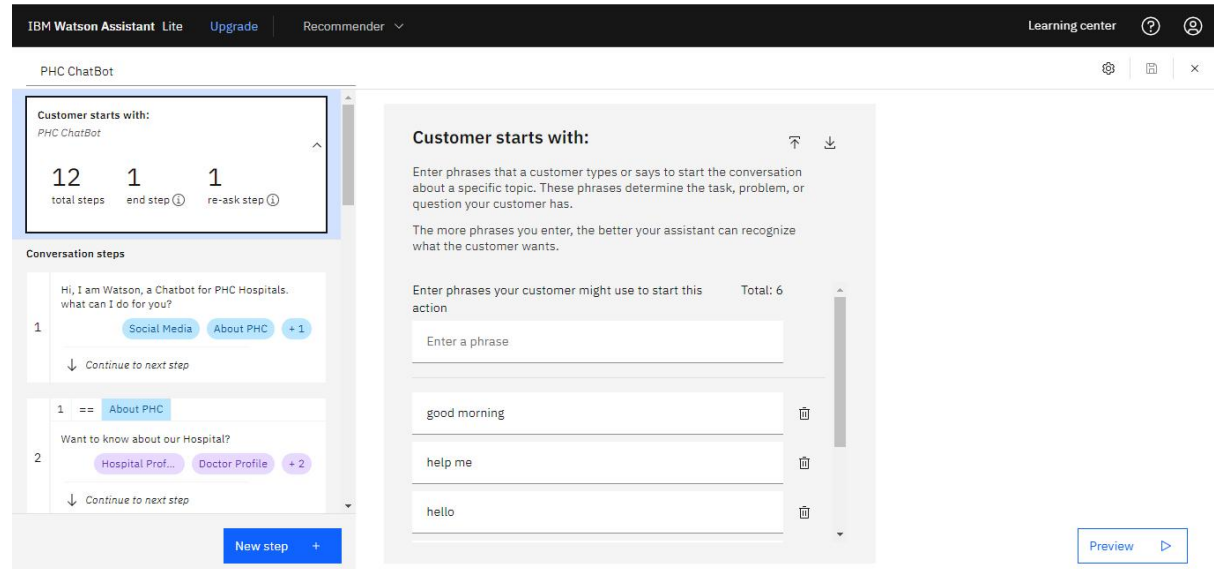 IBM Watson Assistant Lite Upgrade Recommender Learning center
PHC ChatBot
Customer starts with:
PHC ChatBot
12 1 1
total steps end step re-ask step
Conversation steps
1
Hi, I am Watson, a Chatbot for PHC Hospitals.
what can I do for you?
Social Media About PHC + 1
Continue to next step
2
1 == About PHC
Want to know about our Hospital?
Hospital Prof... Doctor Profile + 2
Continue to next step
New step +
Customer starts with:
Enter phrases that a customer types or says to start the conversation
about a specific topic. These phrases determine the task, problem, or
question your customer has.
The more phrases you enter, the better your assistant can recognize
what the customer wants.
Enter phrases your customer might use to start this Total: 6
action
Enter a phrase
good morning
help me
hello
Preview